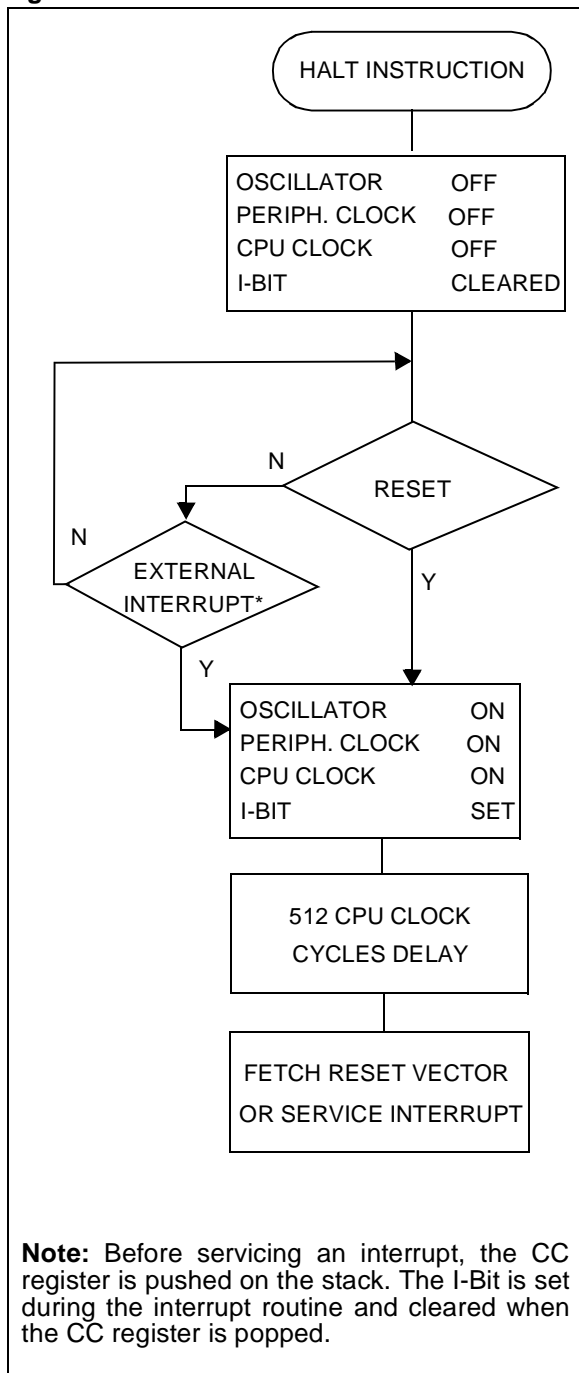 HALT INSTRUCTION
OSCILLATOR OFF
PERIPH. CLOCK OFF
CPU CLOCK OFF
I-BIT CLEARED
N
RESET
N
EXTERNAL
INTERRUPT*
Y
Y
OSCILLATOR ON
PERIPH. CLOCK ON
CPU CLOCK ON
I-BIT SET
512 CPU CLOCK
CYCLES DELAY
FETCH RESET VECTOR
OR SERVICE INTERRUPT
Note: Before servicing an interrupt, the CC
register is pushed on the stack. The I-Bit is set
during the interrupt routine and cleared when
the CC register is popped.